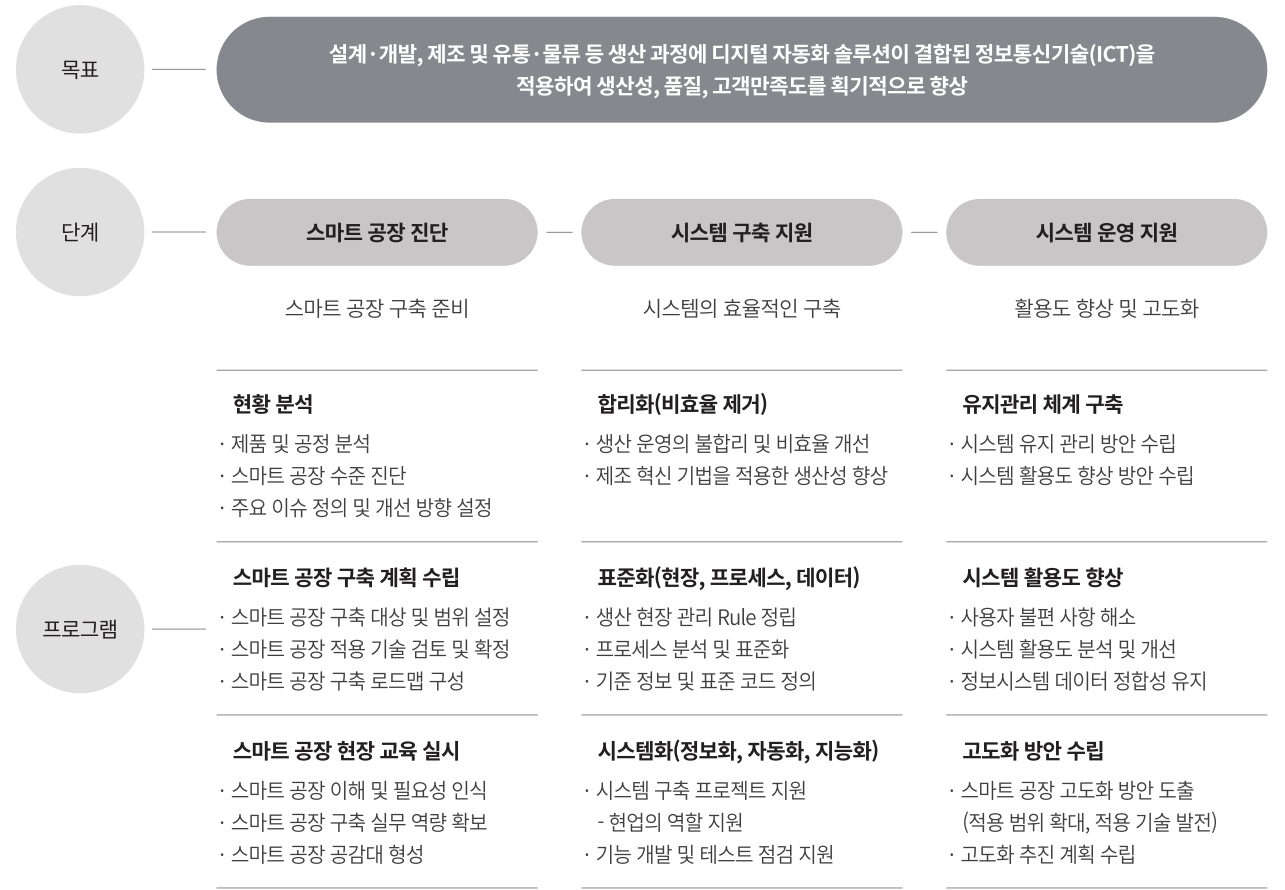 목표
설계·개발, 제조 및 유통·물류 등 생산 과정에 디지털 자동화 솔루션이 결합된 정보통신기술(ICT)을
적용하여 생산성, 품질, 고객만족도를 획기적으로 향상
단계
스마트 공장 진단
시스템 구축 지원
시스템 운영 지원
스마트 공장 구축 준비
시스템의 효율적인 구축
활용도 향상 및 고도화
프로그램
현황 분석
· 제품 및 공정 분석
· 스마트 공장 수준 진단
· 주요 이슈 정의 및 개선 방향 설정
합리화(비효율 제거)
· 생산 운영의 불합리 및 비효율 개선
· 제조 혁신 기법을 적용한 생산성 향상
유지관리 체계 구축
· 시스템 유지 관리 방안 수립
· 시스템 활용도 향상 방안 수립
스마트 공장 구축 계획 수립
· 스마트 공장 구축 대상 및 범위 설정
· 스마트 공장 적용 기술 검토 및 확정
· 스마트 공장 구축 로드맵 구성
표준화(현장, 프로세스, 데이터)
· 생산 현장 관리 Rule 정립
· 프로세스 분석 및 표준화
· 기준 정보 및 표준 코드 정의
시스템 활용도 향상
· 사용자 불편 사항 해소
· 시스템 활용도 분석 및 개선
· 정보시스템 데이터 정합성 유지
스마트 공장 현장 교육 실시
· 스마트 공장 이해 및 필요성 인식
· 스마트 공장 구축 실무 역량 확보
· 스마트 공장 공감대 형성
시스템화(정보화, 자동화, 지능화)
· 시스템 구축 프로젝트 지원
- 현업의 역할 지원
· 기능 개발 및 테스트 점검 지원
고도화 방안 수립
· 스마트 공장 고도화 방안 도출
(적용 범위 확대, 적용 기술 발전)
· 고도화 추진 계획 수립